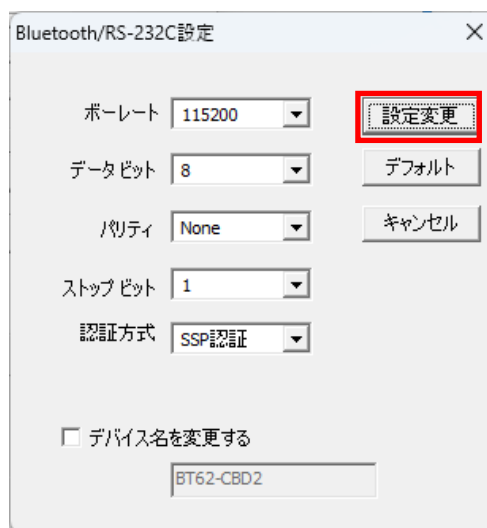 Bluetooth/RS-232C設定
ボーレート 115200 設定変更
データ ビット 8 デフォルト
パリティ None キャンセル
ストップ ビット 1
認証方式 SSP認証
デバイス名を変更する
BT62-CBD2